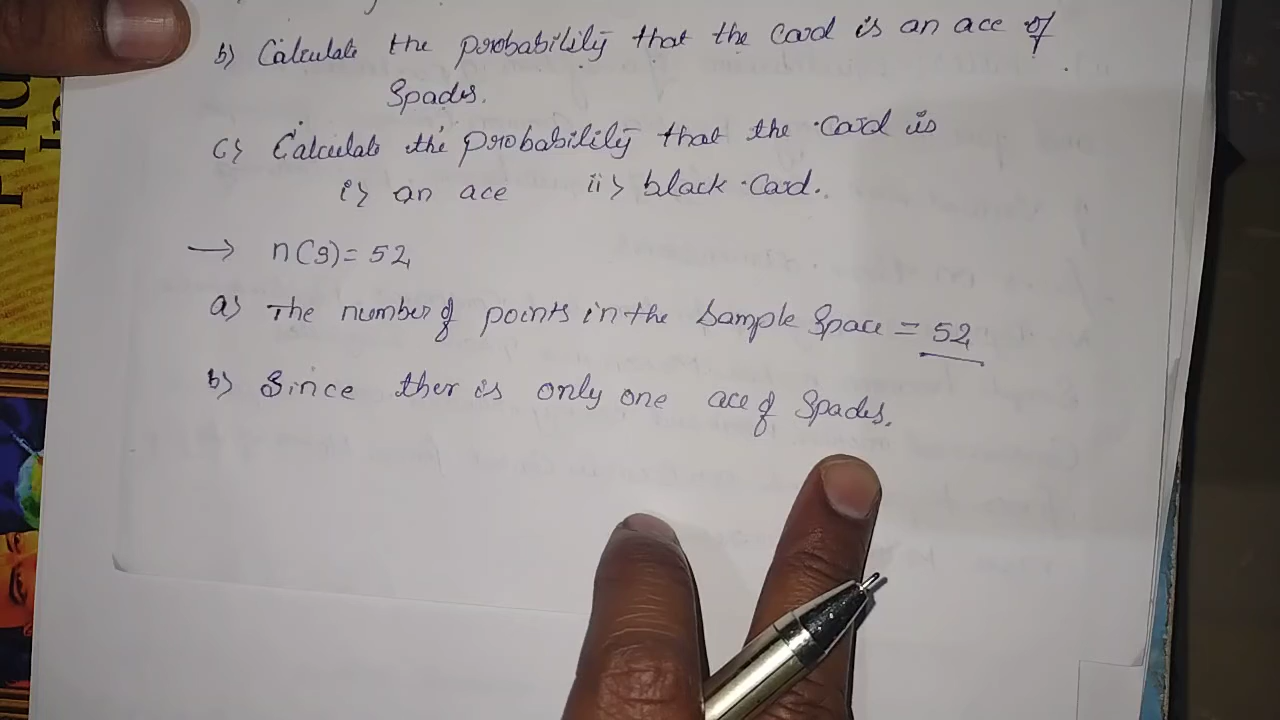 b) Calculate the probability that the card is an ace of
Spades.
c) Calculate the probability that the card is
i) an ace ii) black card.
→ n(S) = 52
a) The number of points in the Sample Space = 52
b) Since ther is only one ace of Spades.